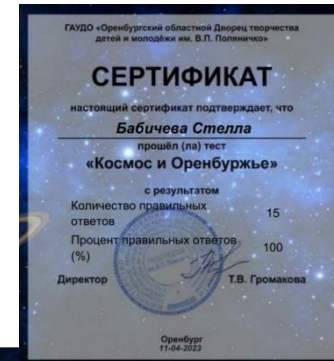 ГАУДО «Оренбургский областной Дворец творчества
детей и молодёжи им. В.П. Поляничко»
СЕРТИФИКАТ
настоящий сертификат подтверждает, что
Бабичева Стелла
прошёл (ла) тест
«Космос и Оренбуржье»
с результатом
Количество правильных
ответов 15
Процент правильных ответов
(%) 100
Директор Т.В. Громакова
Оренбург
11-04-2023